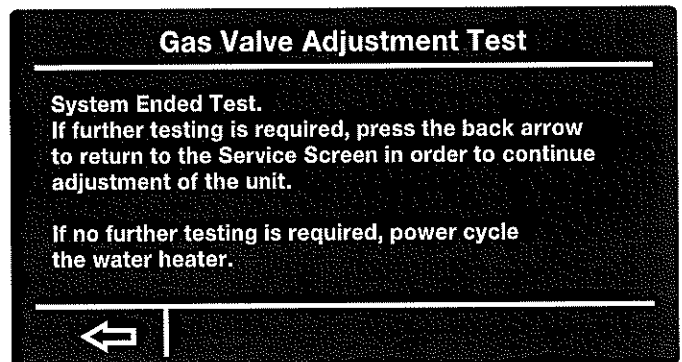 Gas Valve Adjustment Test
System Ended Test.
If further testing is required, press the back arrow
to return to the Service Screen in order to continue
adjustment of the unit.
If no further testing is required, power cycle
the water heater.